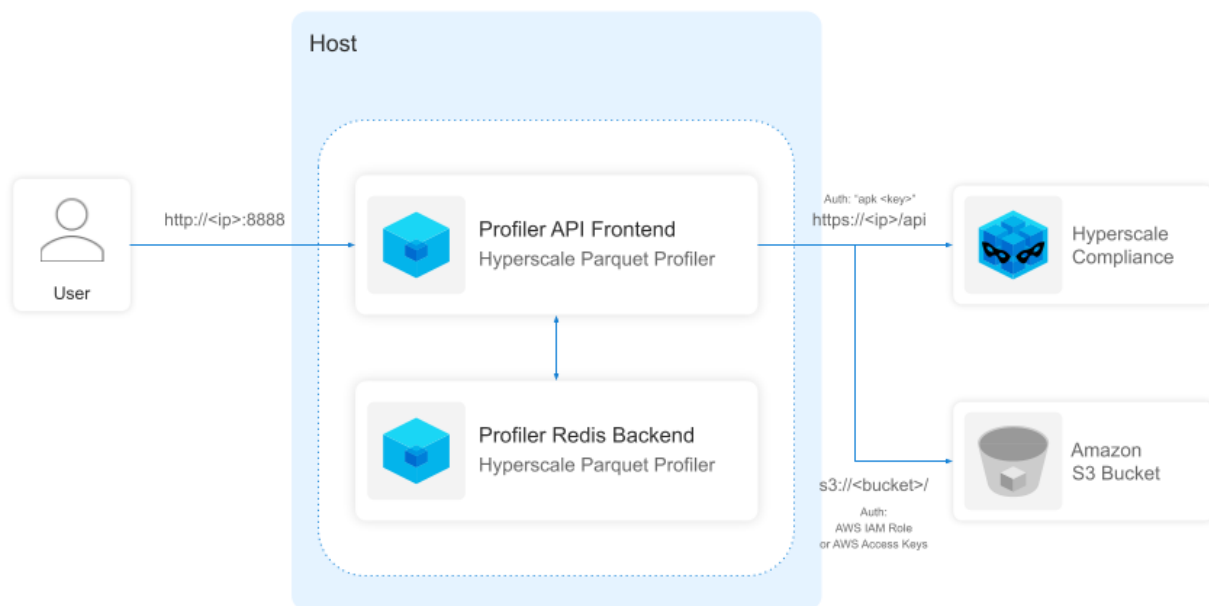 Host
User
http://<ip>:8888
Profiler API Frontend
Hyperscale Parquet Profiler
Profiler Redis Backend
Hyperscale Parquet Profiler
Auth: “apk <key>”
https://<ip>/api
Hyperscale
Compliance
Amazon
S3 Bucket
s3://<bucket>/
Auth:
AWS IAM Role
or AWS Access Keys